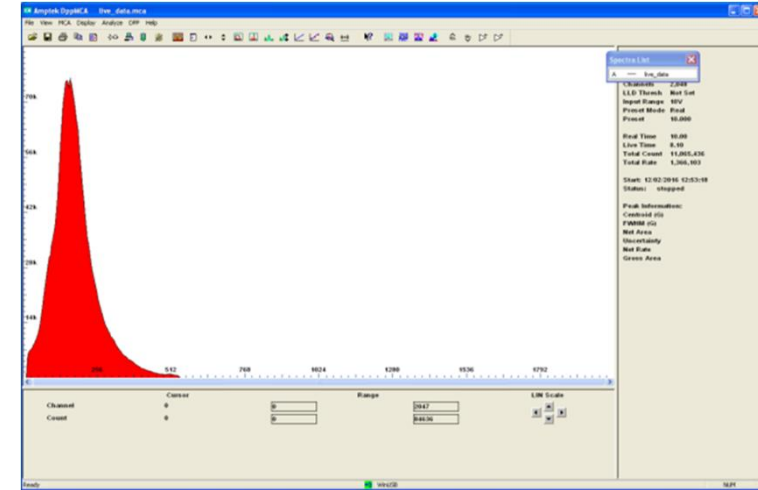 Amptek DppMCA live_data.mca
File View MCA Display Analyze DPP Help
Spectra List
A — live_data
Channels 2,048
LLD Thresh Not Set
Input Range 10V
Preset Mode Real
Preset 10.000
Real Time 10.00
Live Time 8.10
Total Count 11,065,436
Total Rate 1,366,103
Start: 12/02/2016 12:53:18
Status: stopped
Peak Information:
Centroid (G)
FWHM (G)
Net Area
Uncertainty
Net Rate
Gross Area
70k
56k
42k
28k
14k
256 512 768 1024 1280 1536 1792
Cursor Range LIN Scale
Channel 0 0 2047
Count 0 0 84636
Ready WinUSB NUM